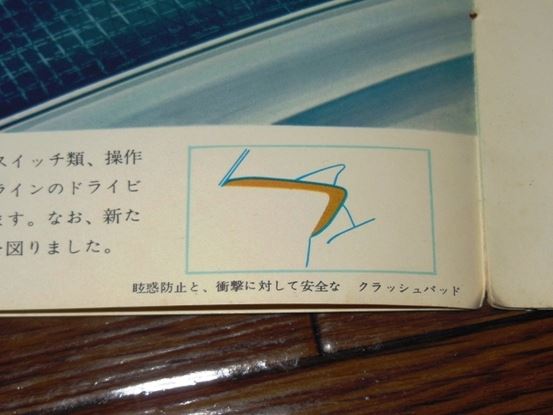 スイッチ類、操作
ラインのドライビ
ます。なお、新た
を図りました。
眩惑防止と、衝撃に対して安全な クラッシュパッド